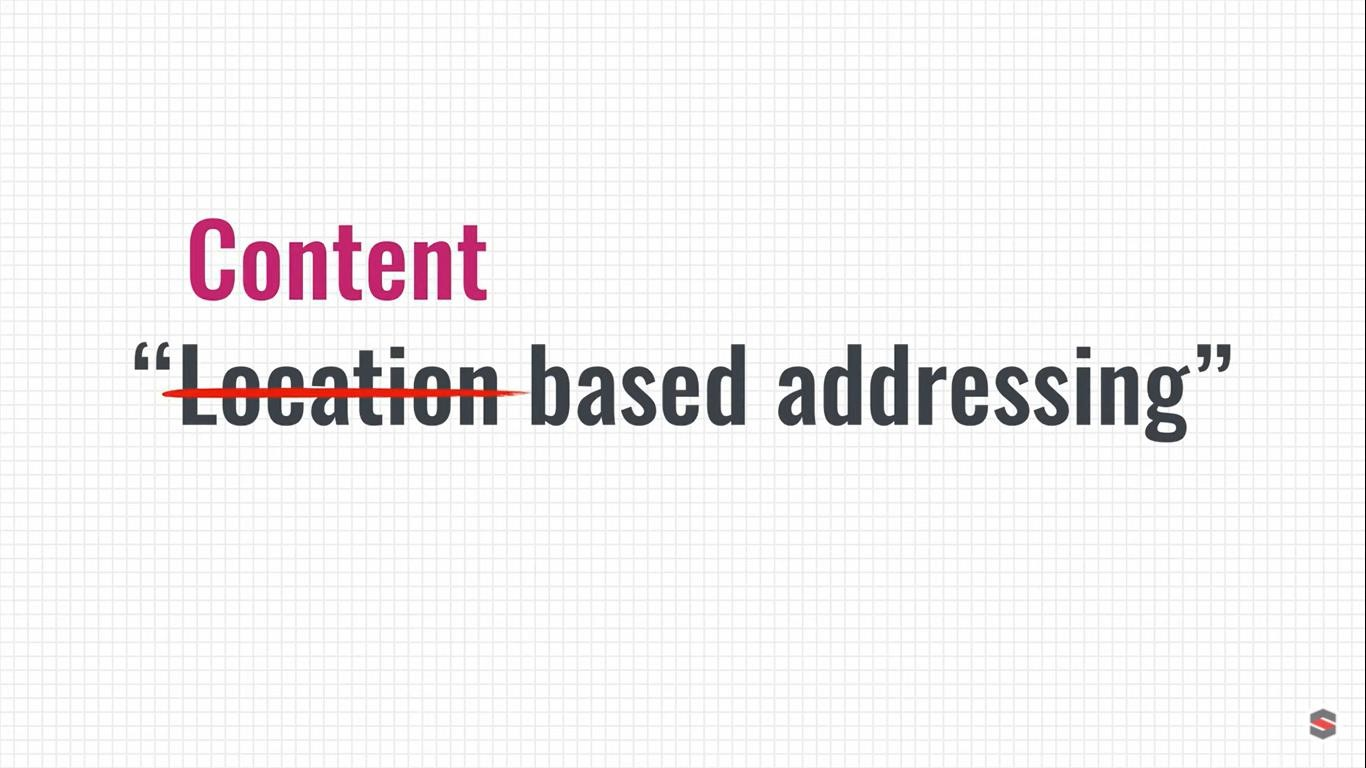 Content
“Location based addressing”